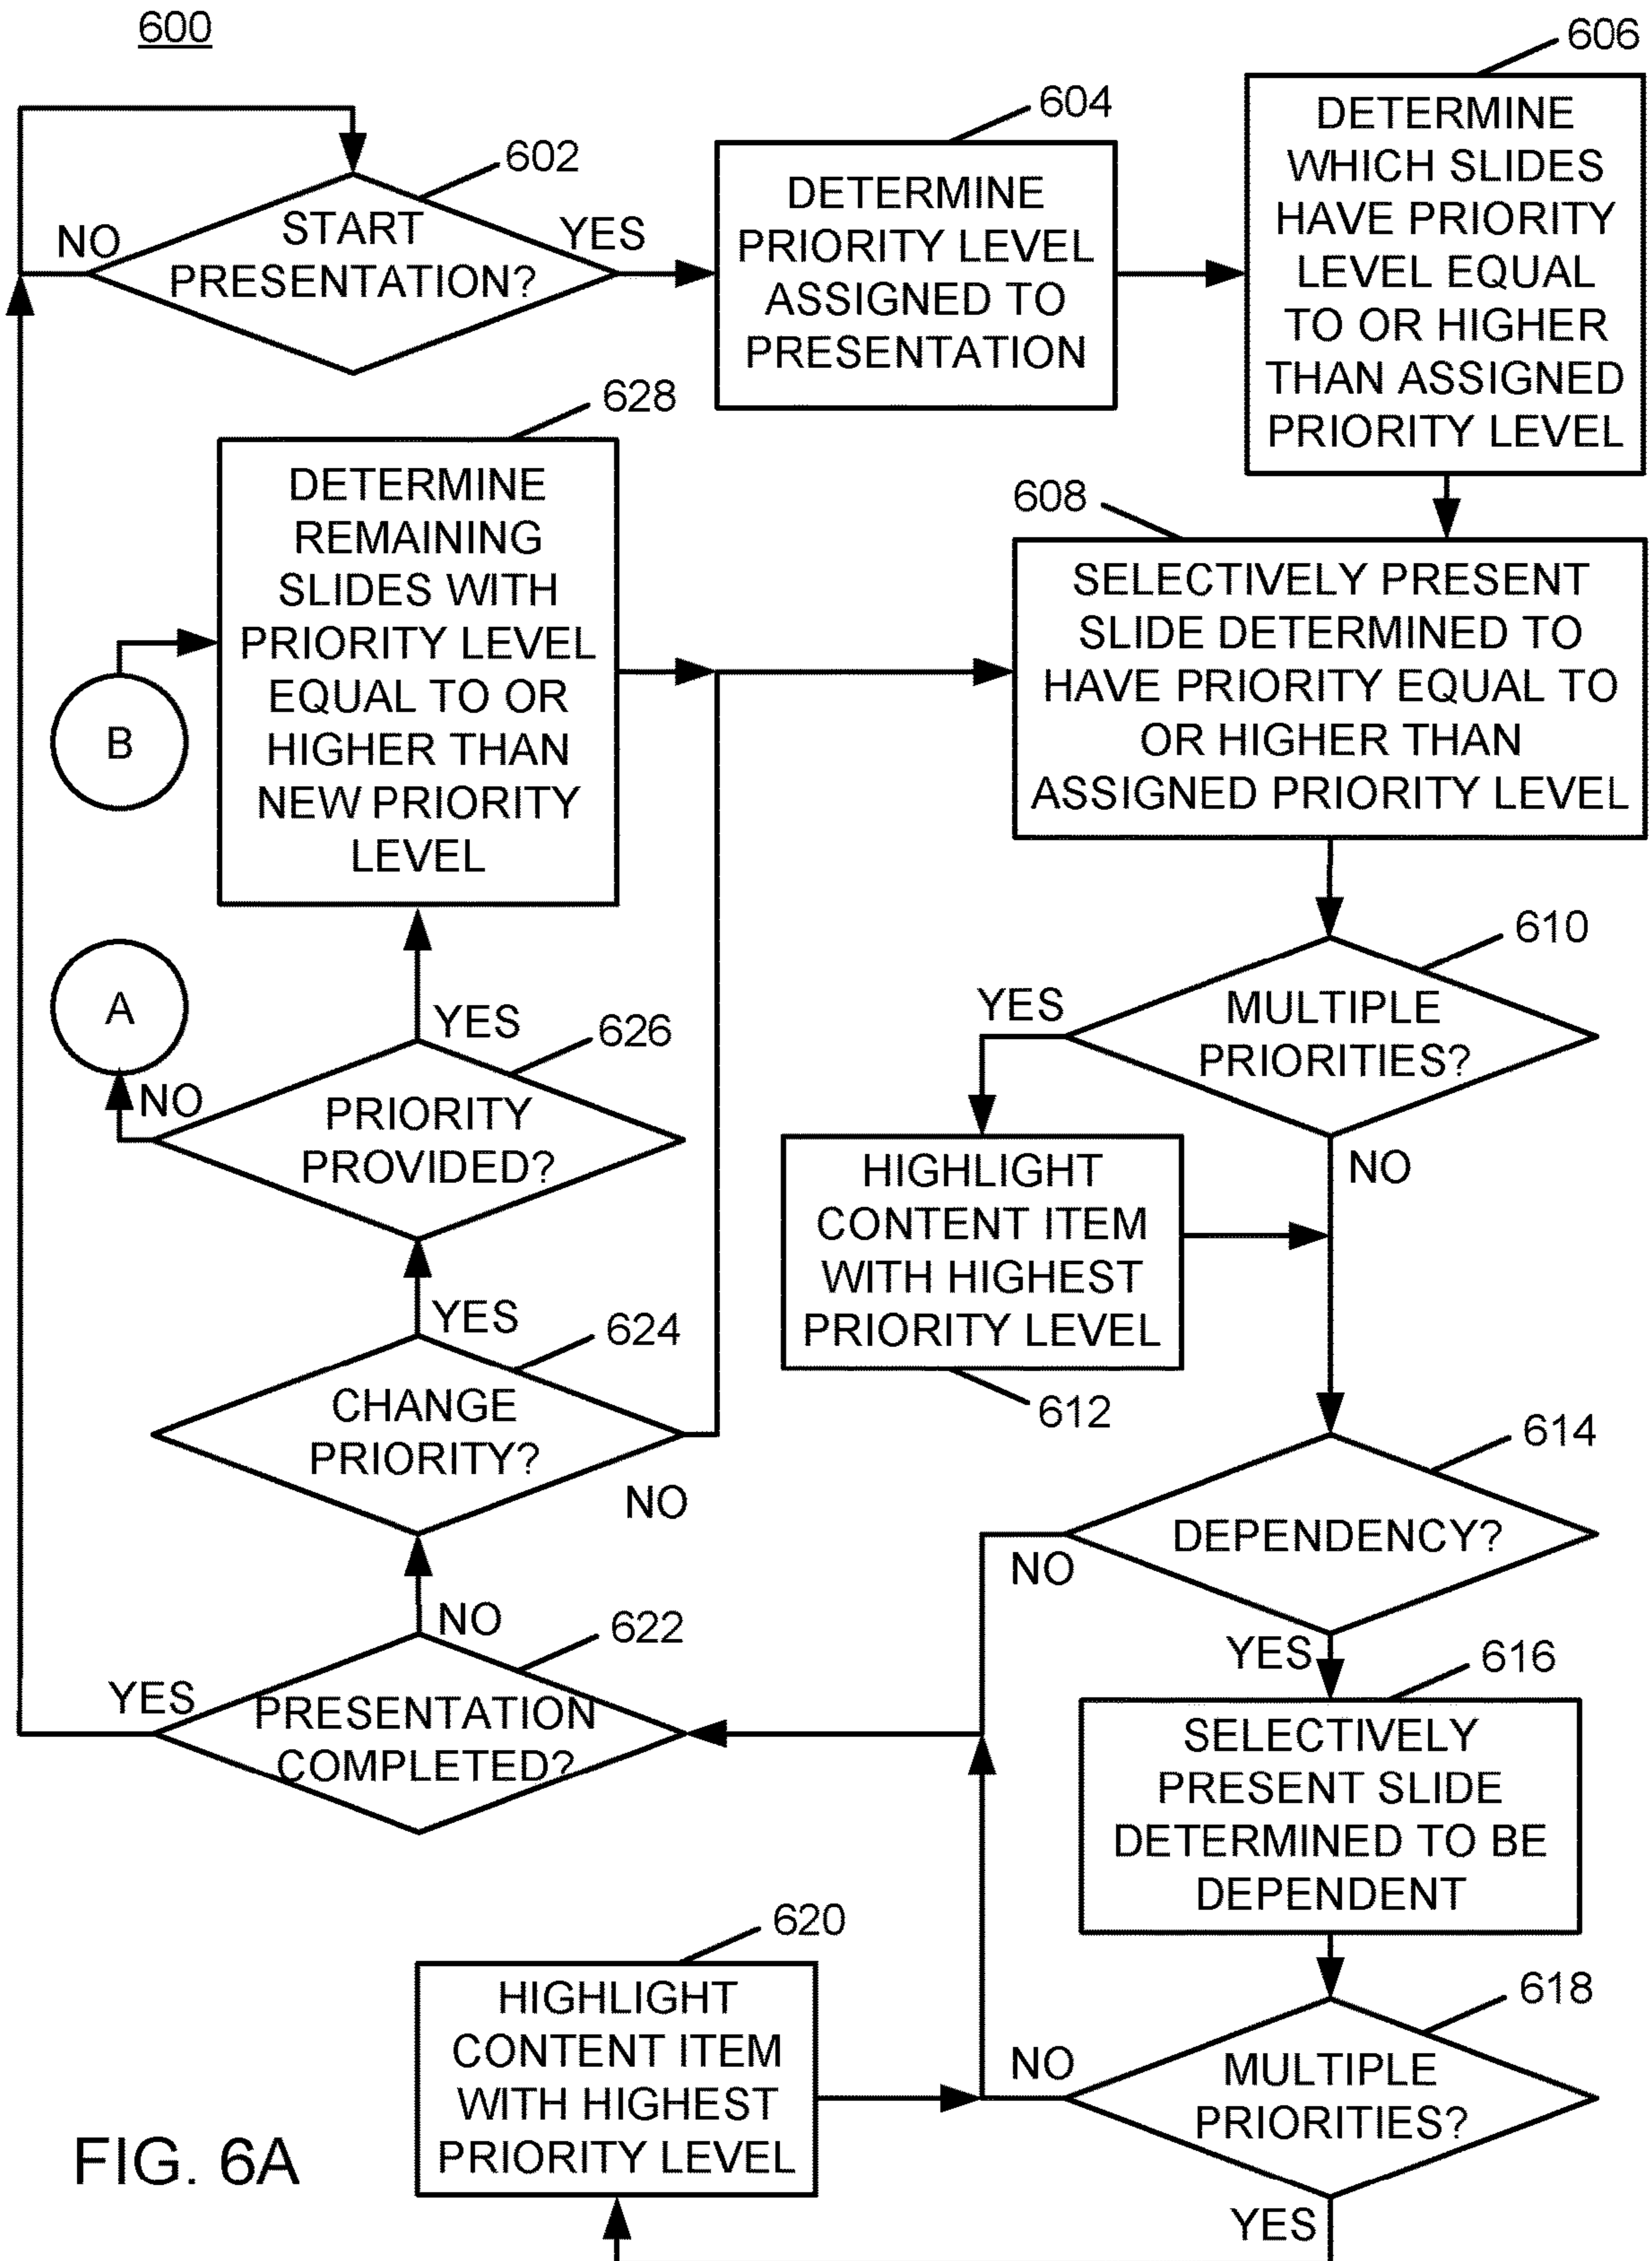 600
602
START
PRESENTATION?
NO
YES
604
DETERMINE
PRIORITY LEVEL
ASSIGNED TO
PRESENTATION
606
DETERMINE
WHICH SLIDES
HAVE PRIORITY
LEVEL EQUAL
TO OR HIGHER
THAN ASSIGNED
PRIORITY LEVEL
628
DETERMINE
REMAINING
SLIDES WITH
PRIORITY LEVEL
EQUAL TO OR
HIGHER THAN
NEW PRIORITY
LEVEL
B
608
SELECTIVELY PRESENT
SLIDE DETERMINED TO
HAVE PRIORITY EQUAL TO
OR HIGHER THAN
ASSIGNED PRIORITY LEVEL
610
MULTIPLE
PRIORITIES?
YES
NO
A
YES
626
NO
PRIORITY
PROVIDED?
HIGHLIGHT
CONTENT ITEM
WITH HIGHEST
PRIORITY LEVEL
612
YES
624
CHANGE
PRIORITY?
NO
614
DEPENDENCY?
NO
YES
NO
622
YES
PRESENTATION
COMPLETED?
616
SELECTIVELY
PRESENT SLIDE
DETERMINED TO BE
DEPENDENT
620
HIGHLIGHT
CONTENT ITEM
WITH HIGHEST
PRIORITY LEVEL
618
NO
MULTIPLE
PRIORITIES?
YES
FIG. 6A